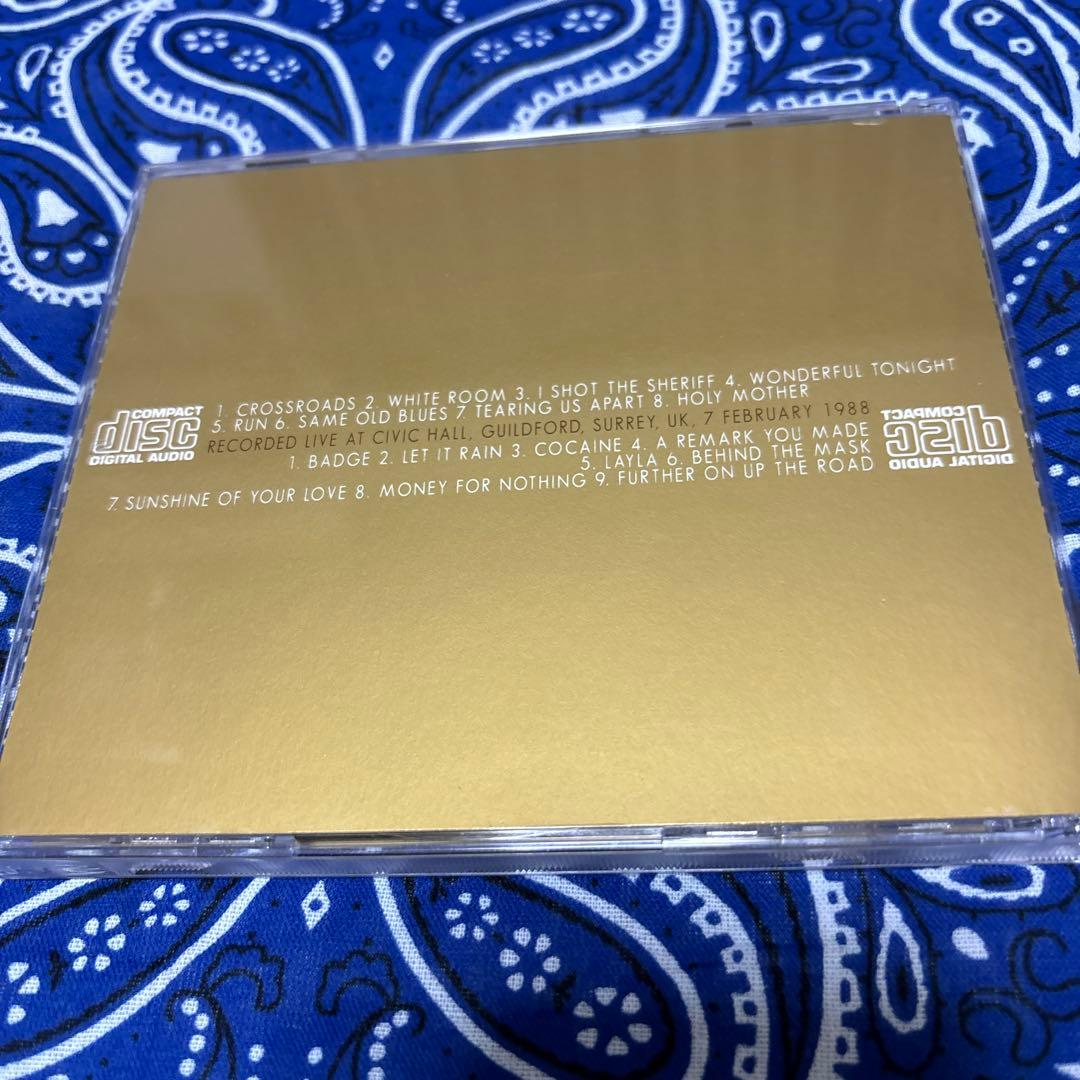 COMPACT
disc
DIGITAL AUDIO
1. CROSSROADS 2. WHITE ROOM 3. I SHOT THE SHERIFF 4. WONDERFUL TONIGHT
5. RUN 6. SAME OLD BLUES 7. TEARING US APART 8. HOLY MOTHER
RECORDED LIVE AT CIVIC HALL, GUILDFORD, SURREY, UK, 7 FEBRUARY 1988
1. BADGE 2. LET IT RAIN 3. COCAINE 4. A REMARK YOU MADE
5. LAYLA 6. BEHIND THE MASK
7. SUNSHINE OF YOUR LOVE 8. MONEY FOR NOTHING 9. FURTHER ON UP THE ROAD
COMPACT
disc
DIGITAL AUDIO